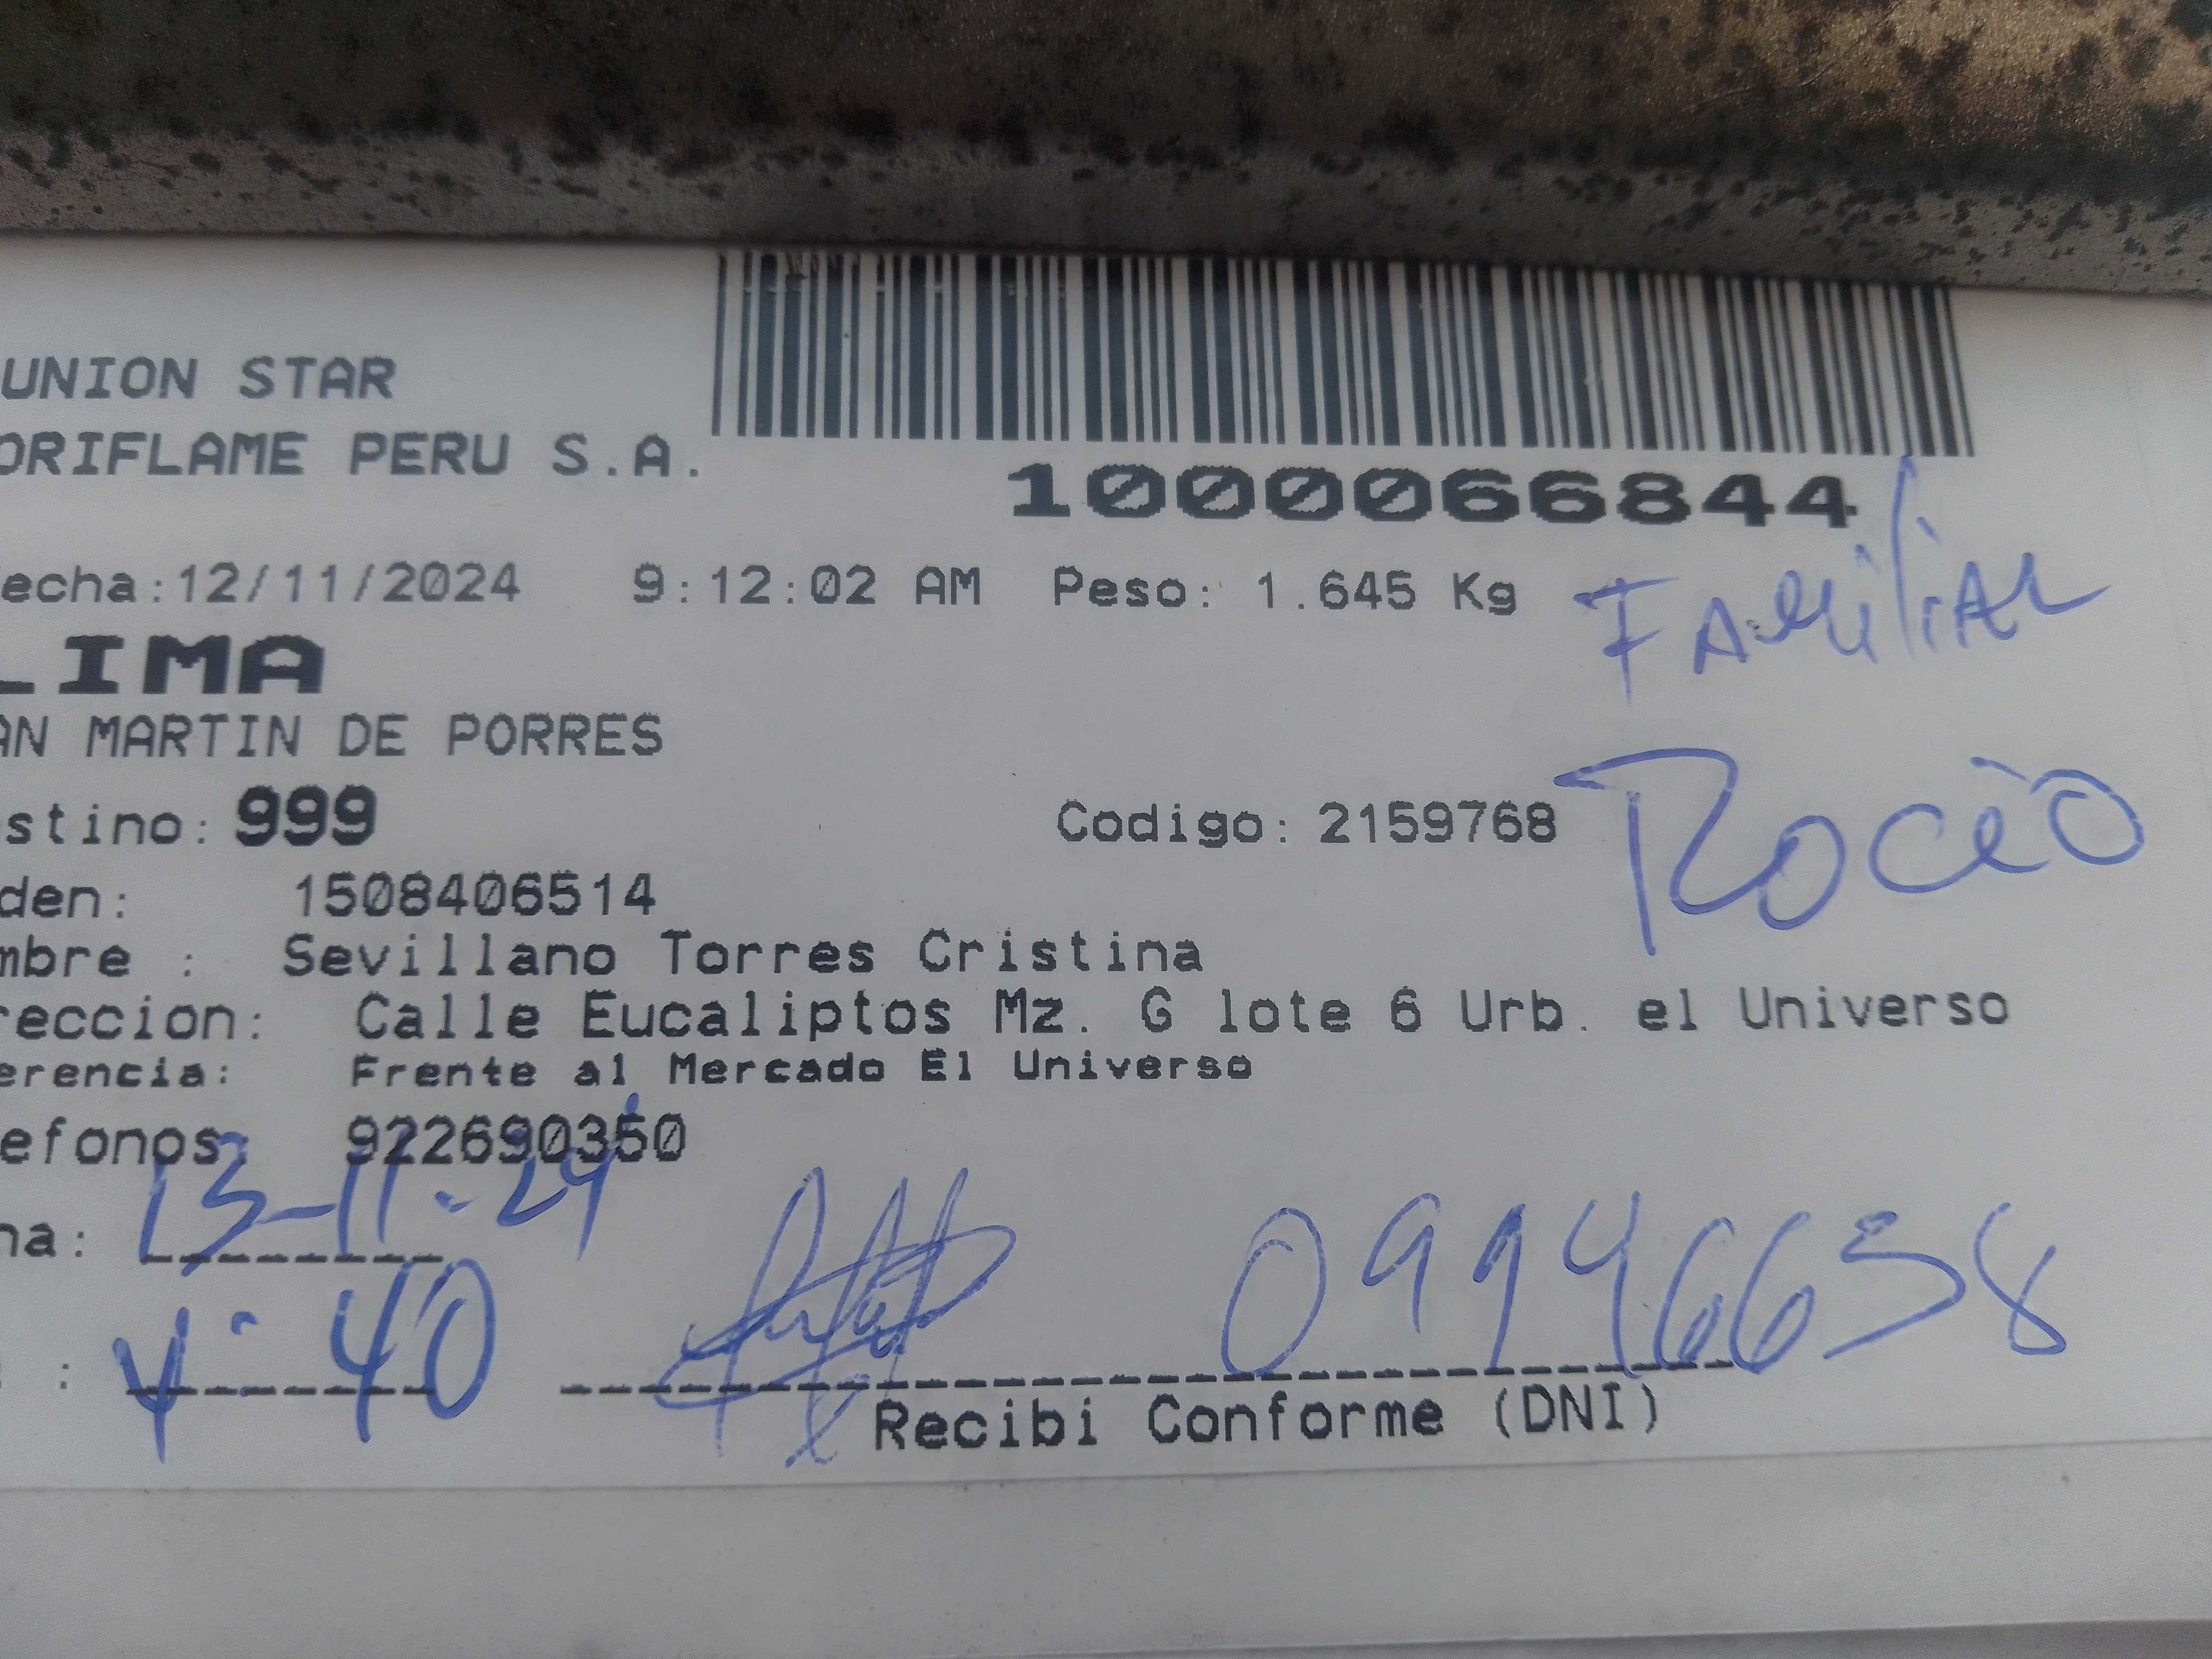 UNION STAR
ORIFLAME PERU S.A.
1000066844
echa:12/11/2024 9:12:02 AM Peso: 1.645 Kg
FAMiliAR
LIMA
AN MARTIN DE PORRES
Rocio
stino: 999 Codigo: 2159768
den: 1508406514
mbre : Sevillano Torres Cristina
reccion: Calle Eucaliptos Mz. G lote 6 Urb. el Universo
erencia: Frente al Mercado El Universo
efonos: 922690350
na: 13-11-24
: 4:40 09946638
Recibi Conforme (DNI)